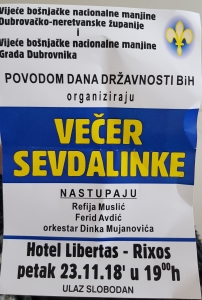 Vijeće bošnjačke nacionalne manjine
Dubrovačko-neretvanske županije
i
Vijeće bošnjačke nacionalne manjine
Grada Dubrovnika
POVODOM DANA DRŽAVNOSTI BiH
organiziraju
VEČER
SEVDALINKE
NASTUPAJU
Refija Muslić
Ferid Avdić
orkestar Dinka Mujanovića
Hotel Libertas - Rixos
petak 23.11.18' u 1900h
ULAZ SLOBODAN